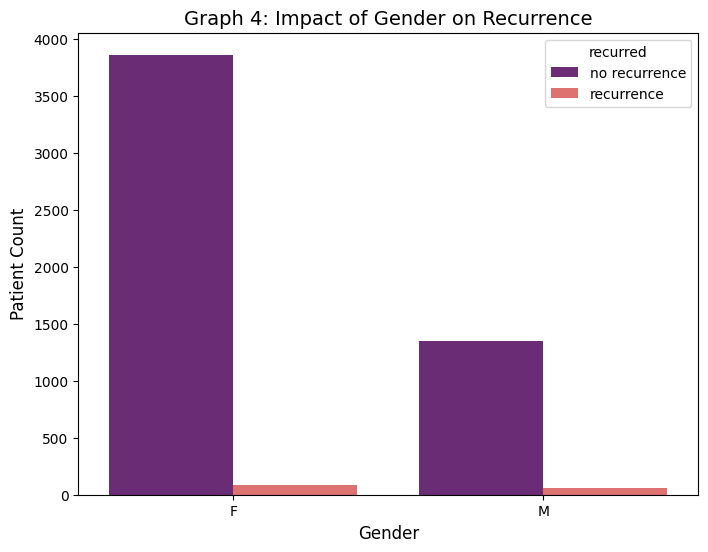 Graph 4: Impact of Gender on Recurrence
recurred
no recurrence
recurrence
4000
3500
3000
2500
2000
1500
1000
500
0
Patient Count
F
M
Gender